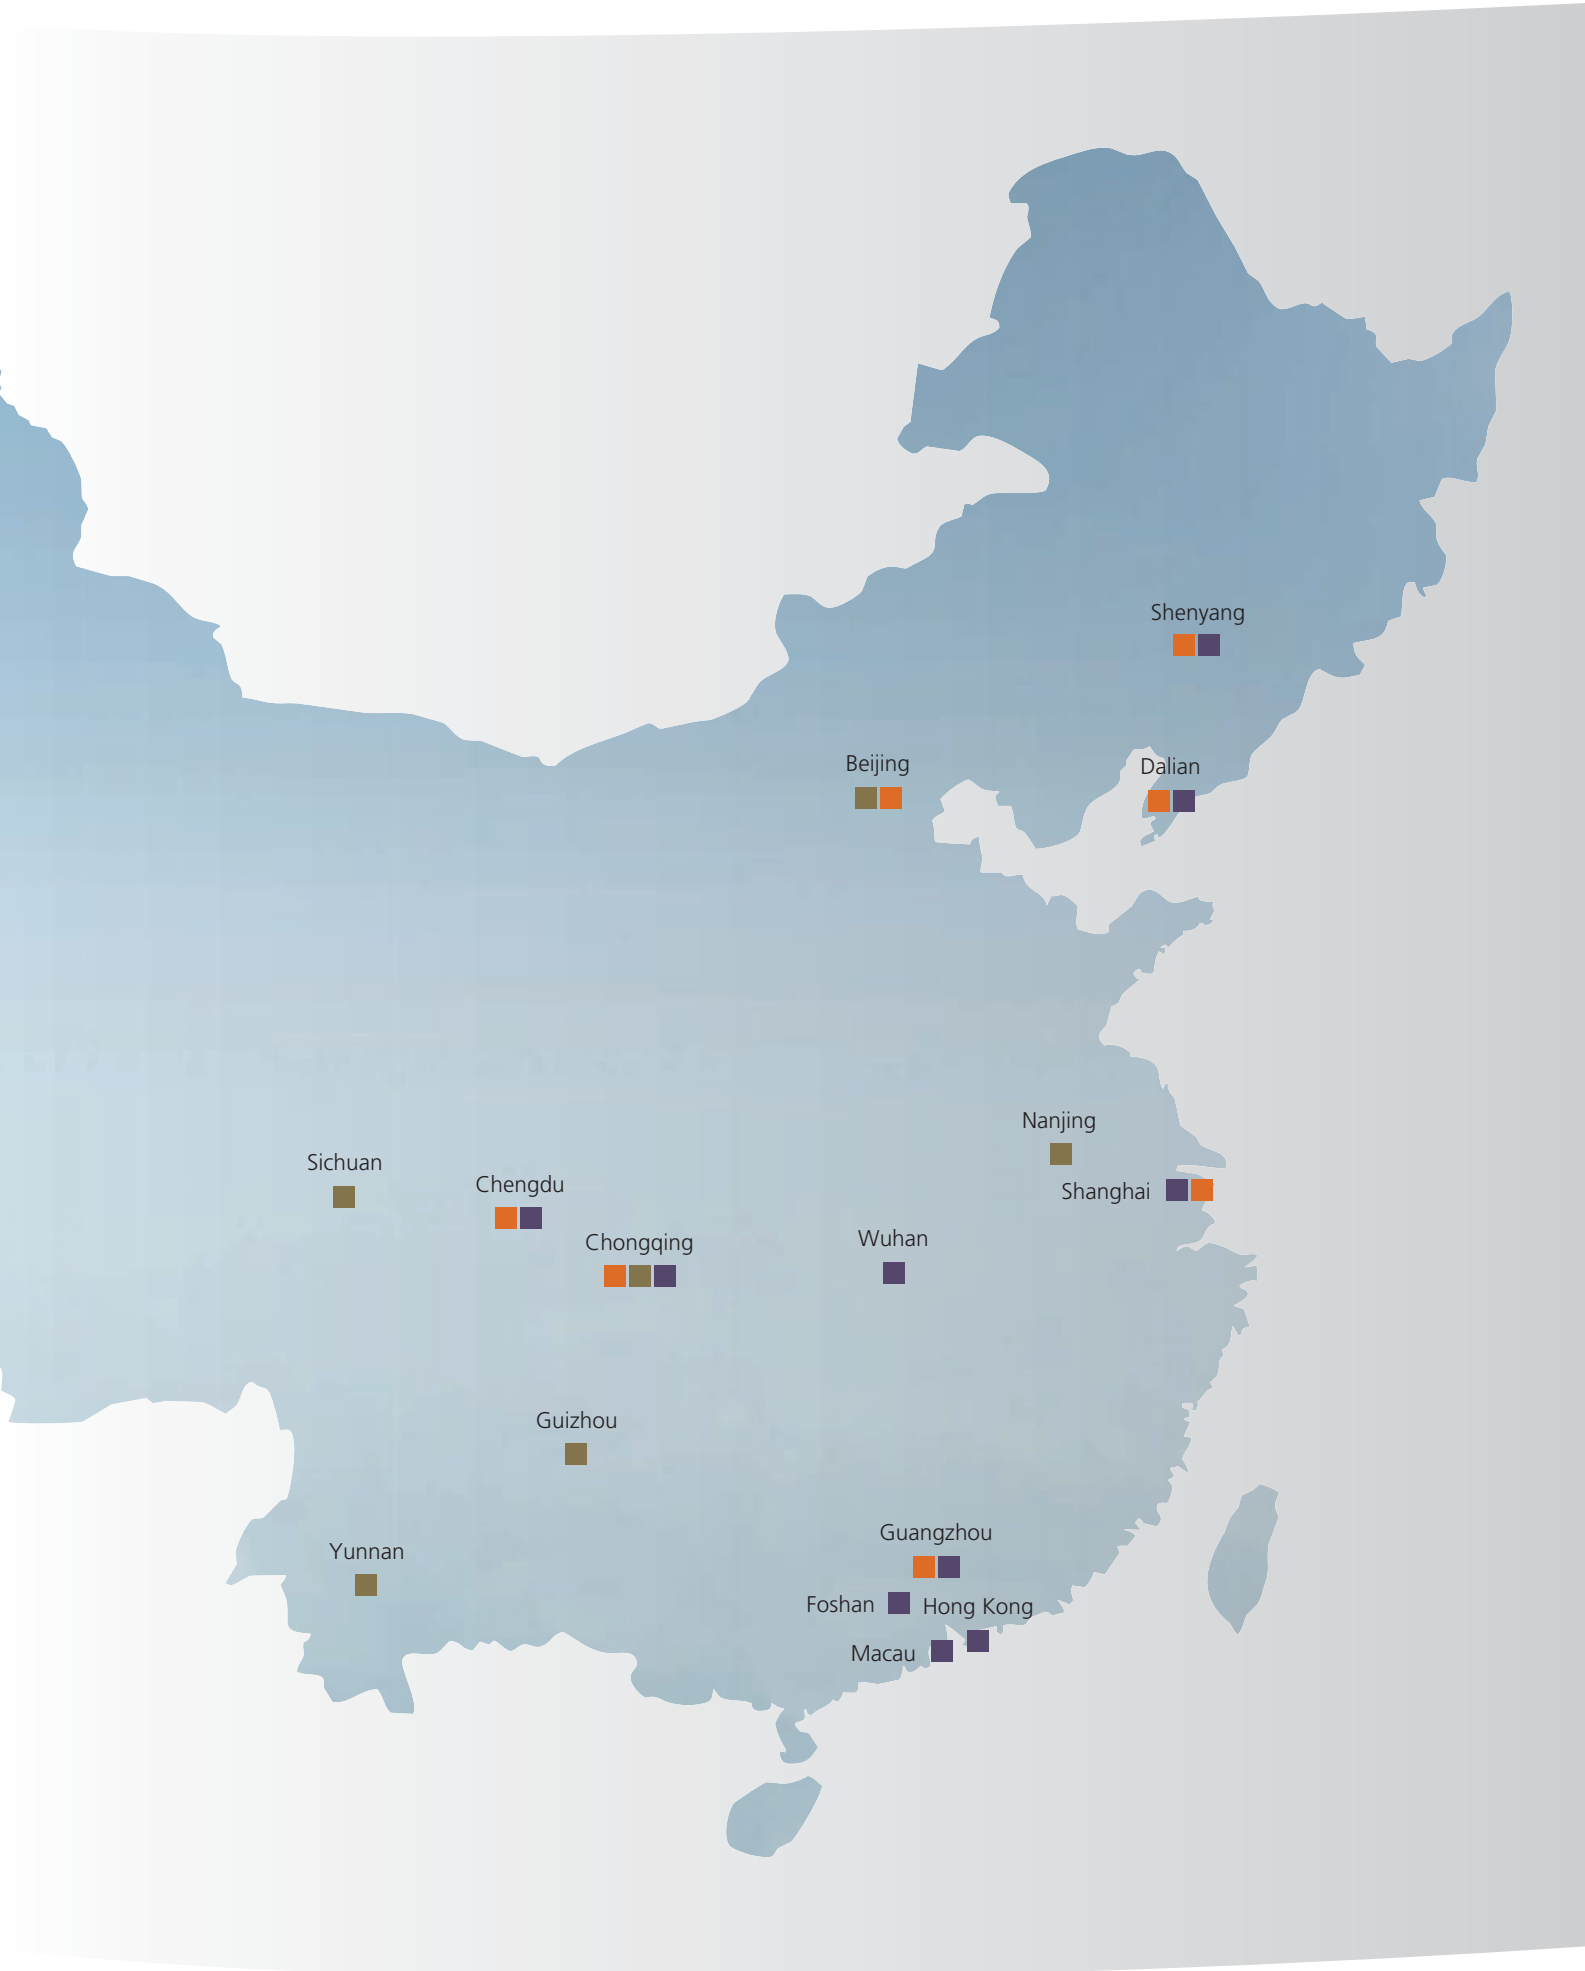 Shenyang
Beijing
Dalian
Nanjing
Sichuan
Chengdu
Shanghai
Chongqing
Wuhan
Guizhou
Guangzhou
Yunnan
Foshan
Hong Kong
Macau